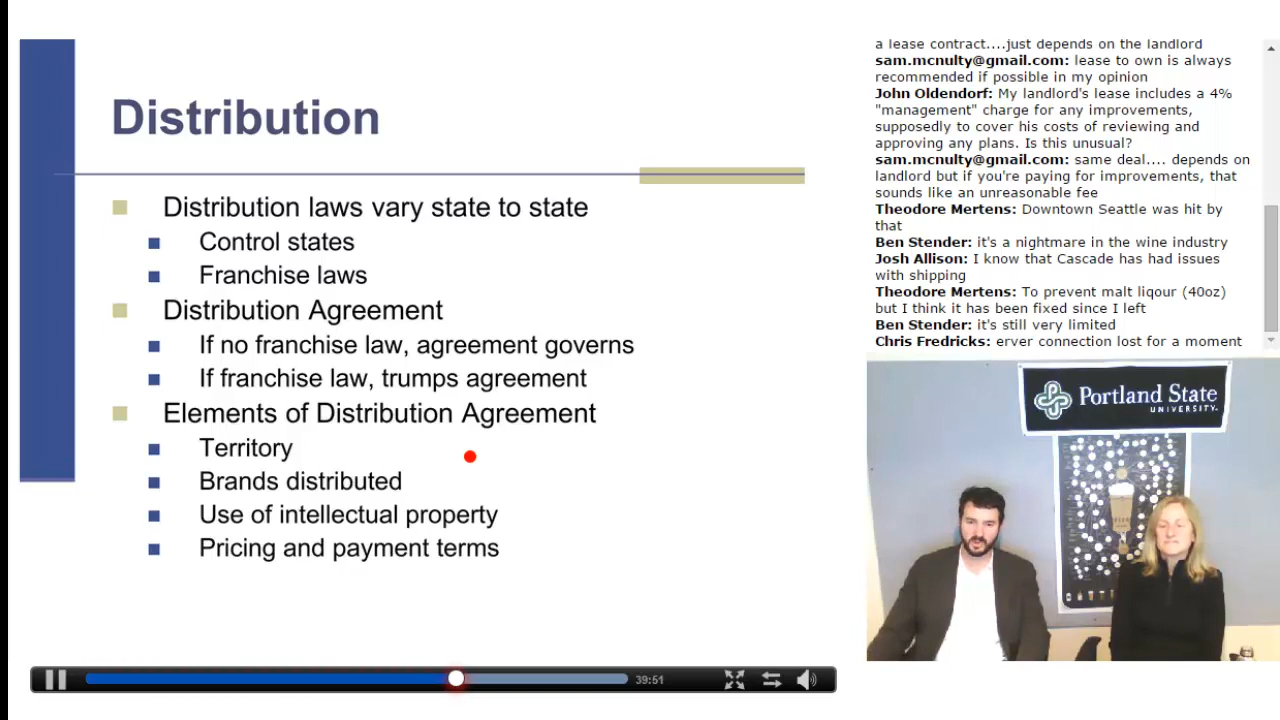 Distribution
Distribution laws vary state to state
Control states
Franchise laws
Distribution Agreement
If no franchise law, agreement governs
If franchise law, trumps agreement
Elements of Distribution Agreement
Territory
Brands distributed
Use of intellectual property
Pricing and payment terms
39:51
a lease contract....just depends on the landlord
sam.mcnulty@gmail.com: lease to own is always
recommended if possible in my opinion
John Oldendorf: My landlord's lease includes a 4%
"management" charge for any improvements,
supposedly to cover his costs of reviewing and
approving any plans. Is this unusual?
sam.mcnulty@gmail.com: same deal.... depends on
landlord but if you're paying for improvements, that
sounds like an unreasonable fee
Theodore Mertens: Downtown Seattle was hit by
that
Ben Stender: it's a nightmare in the wine industry
Josh Allison: I know that Cascade has had issues
with shipping
Theodore Mertens: To prevent malt liqour (40oz)
but I think it has been fixed since I left
Ben Stender: it's still very limited
Chris Fredricks: erver connection lost for a moment
Portland State
UNIVERSITY